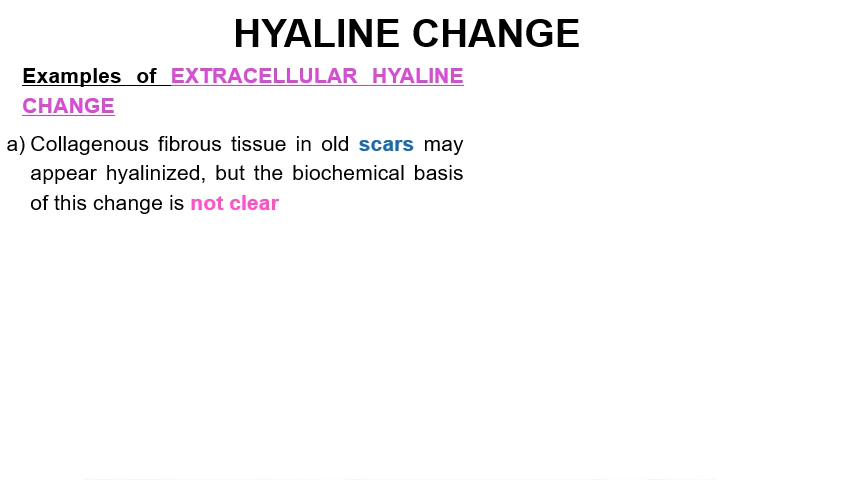 HYALINE CHANGE
Examples of EXTRACELLULAR HYALINE
CHANGE
a) Collagenous fibrous tissue in old scars may
appear hyalinized, but the biochemical basis
of this change is not clear